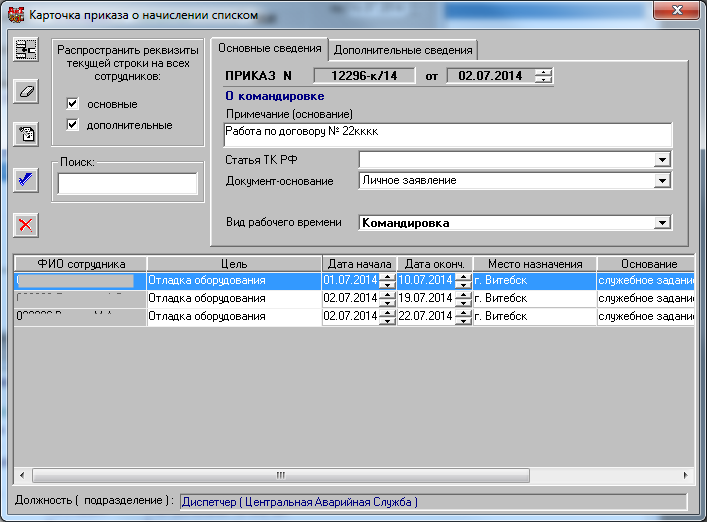 Карточка приказа о начислении списком
Распространить реквизиты
текущей строки на всех
сотрудников:
основные
дополнительные
Поиск:
Основные сведения
Дополнительные сведения
ПРИКАЗ N 12296-к/14 от 02.07.2014
О командировке
Примечание (основание)
Работа по договору № 22кккк
Статья ТК РФ
Документ-основание Личное заявление
Вид рабочего времени Командировка
ФИО сотрудника Цель Дата начала Дата оконч. Место назначения Основание
Отладка оборудования 01.07.2014 10.07.2014 г. Витебск служебное задание
Отладка оборудования 02.07.2014 19.07.2014 г. Витебск служебное задание
Отладка оборудования 02.07.2014 22.07.2014 г. Витебск служебное задание
Должность ( подразделение ) : Диспетчер ( Центральная Аварийная Служба )